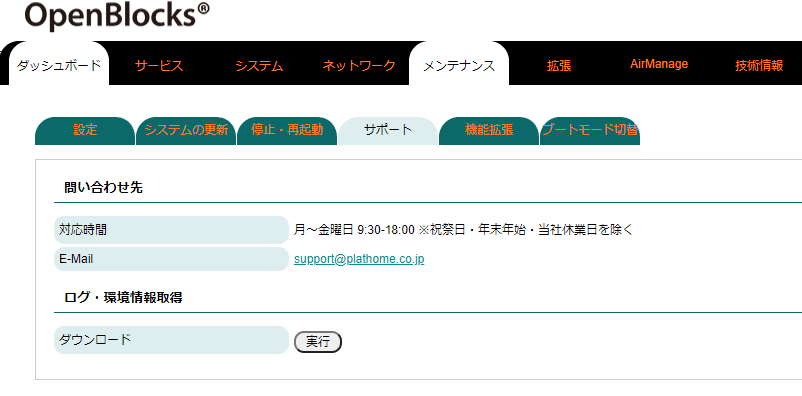 OpenBlocks®
ダッシュボード サービス システム ネットワーク メンテナンス 拡張 AirManage 技術情報
設定 システムの更新 停止・再起動 サポート 機能拡張 ブートモード切替
問い合わせ先
対応時間 月～金曜日 9:30-18:00 ※祝祭日・年末年始・当社休業日を除く
E-Mail support@plathome.co.jp
ログ・環境情報取得
ダウンロード 実行